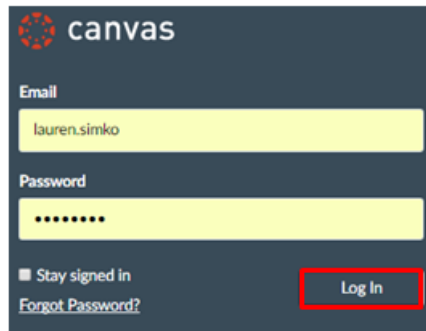 canvas
Email
lauren.simko
Password
••••••••
Stay signed in
Log In
Forgot Password?